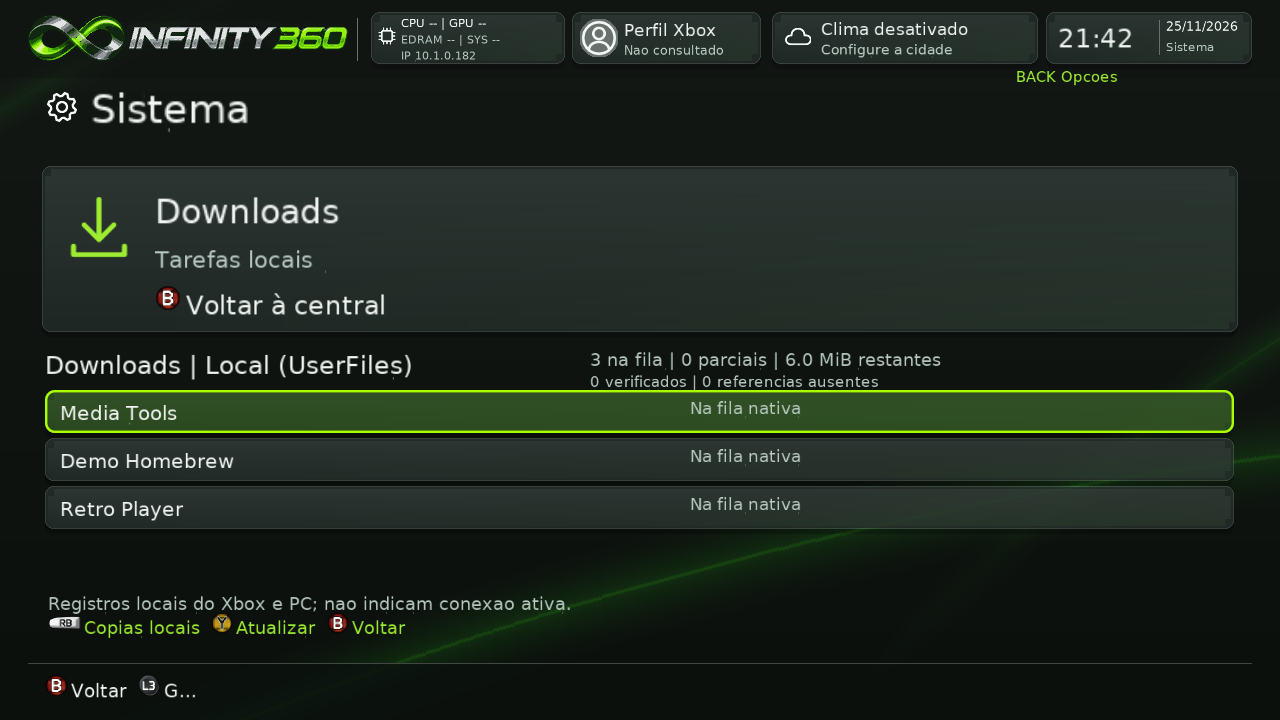 INFINITY 360
CPU -- | GPU --
EDRAM -- | SYS --
IP 10.1.0.182
Perfil Xbox
Nao consultado
Clima desativado
Configure a cidade
21:42
25/11/2026
Sistema
BACK Opcoes
Sistema
Downloads
Tarefas locais
B Voltar à central
Downloads | Local (UserFiles)
3 na fila | 0 parciais | 6.0 MiB restantes
0 verificados | 0 referencias ausentes
Media Tools Na fila nativa
Demo Homebrew Na fila nativa
Retro Player Na fila nativa
Registros locais do Xbox e PC; nao indicam conexao ativa.
RB Copias locais Y Atualizar B Voltar
B Voltar L3 G...